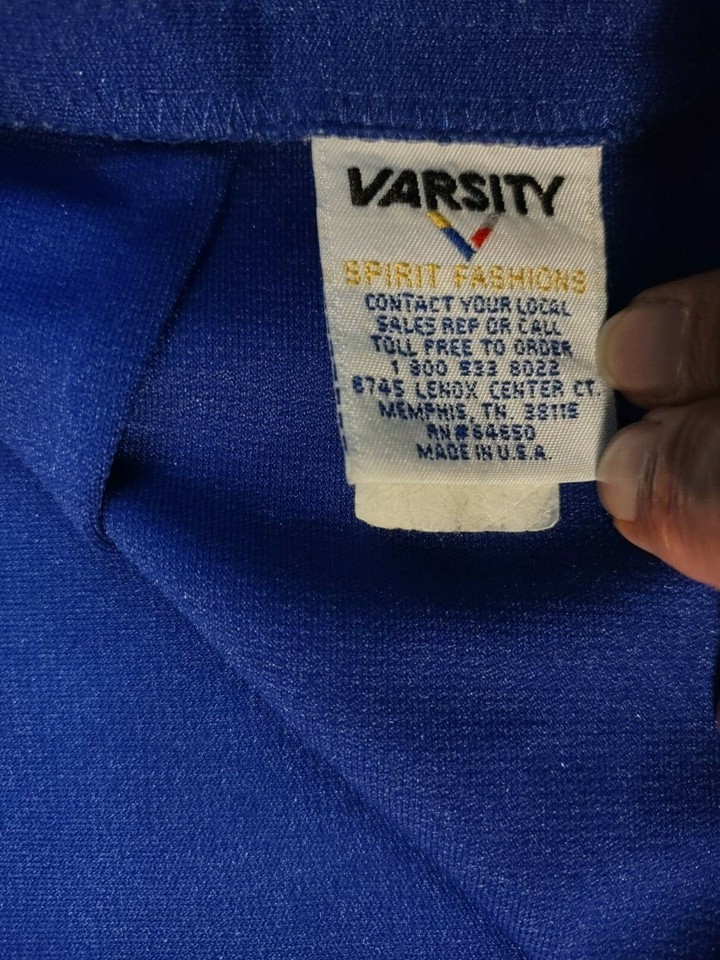 VARSITY
SPIRIT FASHIONS
CONTACT YOUR LOCAL
SALES REP OR CALL
TOLL FREE TO ORDER
1 800 533 8022
6745 LENOX CENTER CT.
MEMPHIS, TN. 38115
RN#64650
MADE IN U.S.A.